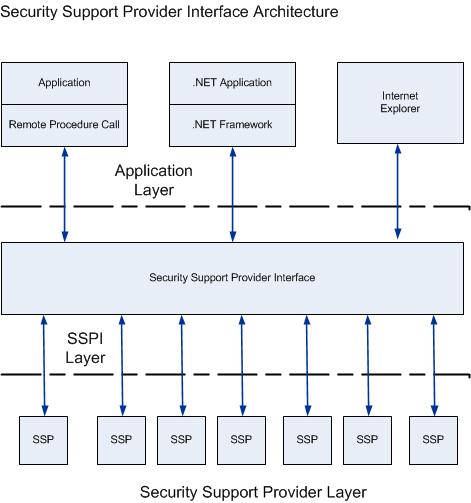 Security Support Provider Interface Architecture
Application
Remote Procedure Call
.NET Application
.NET Framework
Internet
Explorer
Application
Layer
Security Support Provider Interface
SSPI
Layer
SSP
SSP
SSP
SSP
SSP
SSP
SSP
Security Support Provider Layer